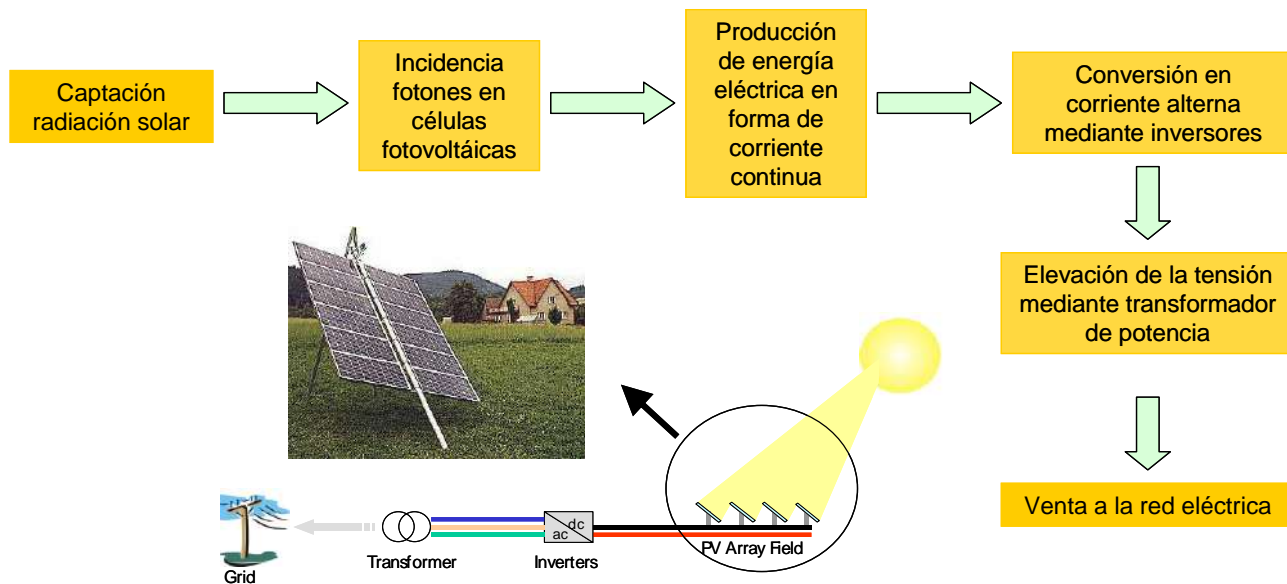 Captación
radiación solar
Incidencia
fotones en
células
fotovoltáicas
Producción
de energía
eléctrica en
forma de
corriente
continua
Conversión en
corriente alterna
mediante inversores
Elevación de la tensión
mediante transformador
de potencia
Venta a la red eléctrica
Grid
Transformer
dc
ac
Inverters
PV Array Field